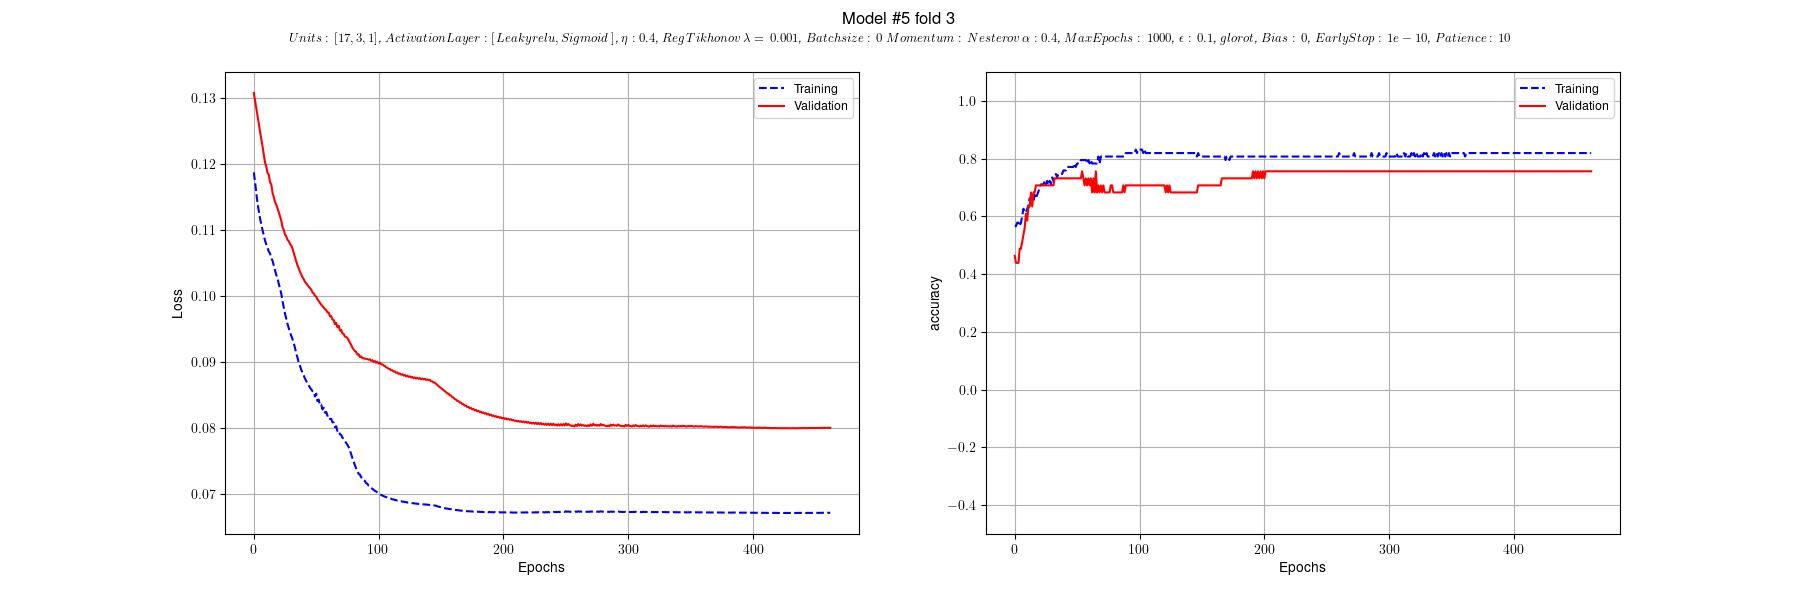 Model #5 fold 3
Units : [17, 3, 1], ActivationLayer : [Leakyrelu, Sigmoid ], η : 0.4, RegTikhonov λ = 0.001, Batchsize : 0 Momentum : Nesterov α : 0.4, MaxEpochs : 1000, ϵ : 0.1, glorot, Bias : 0, EarlyStop : 1e − 10, Patience : 10
Training
Validation
0.13
0.12
0.11
0.10
0.09
0.08
0.07
Loss
0 100 200 300 400
Epochs
Training
Validation
1.0
0.8
0.6
0.4
0.2
0.0
−0.2
−0.4
accuracy
0 100 200 300 400
Epochs